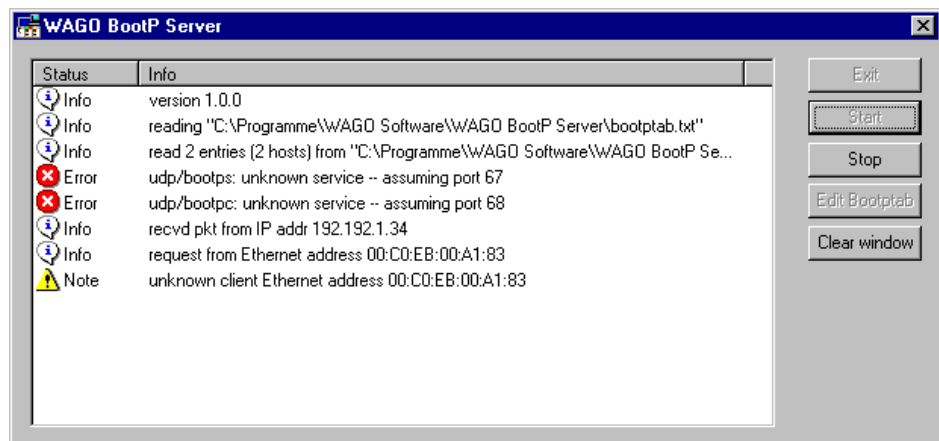 WAGO BootP Server
Status Info
Info version 1.0.0
Info reading "C:\Programme\WAGO Software\WAGO BootP Server\bootptab.txt"
Info read 2 entries (2 hosts) from "C:\Programme\WAGO Software\WAGO BootP Se...
Error udp/bootps: unknown service -- assuming port 67
Error udp/bootpc: unknown service -- assuming port 68
Info recvd pkt from IP addr 192.192.1.34
Info request from Ethernet address 00:C0:EB:00:A1:83
Note unknown client Ethernet address 00:C0:EB:00:A1:83
Exit
Start
Stop
Edit Bootptab
Clear window